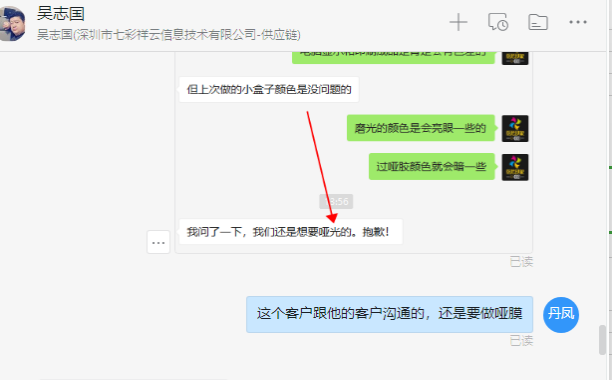 吴志国
吴志国(深圳市七彩祥云信息技术有限公司-供应链)
但上次做的小盒子颜色是没问题的
磨光的颜色是会亮眼一些的
过哑胶颜色就会暗一些
我问了一下，我们还是想要哑光的。抱歉！
已读
这个客户跟他的客户沟通的，还是要做哑膜
丹凤
已读